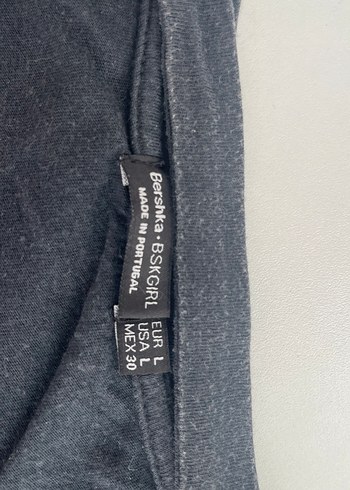 Bershka • BSKGIRL
MADE IN PORTUGAL
EUR L
USA L
MEX 30